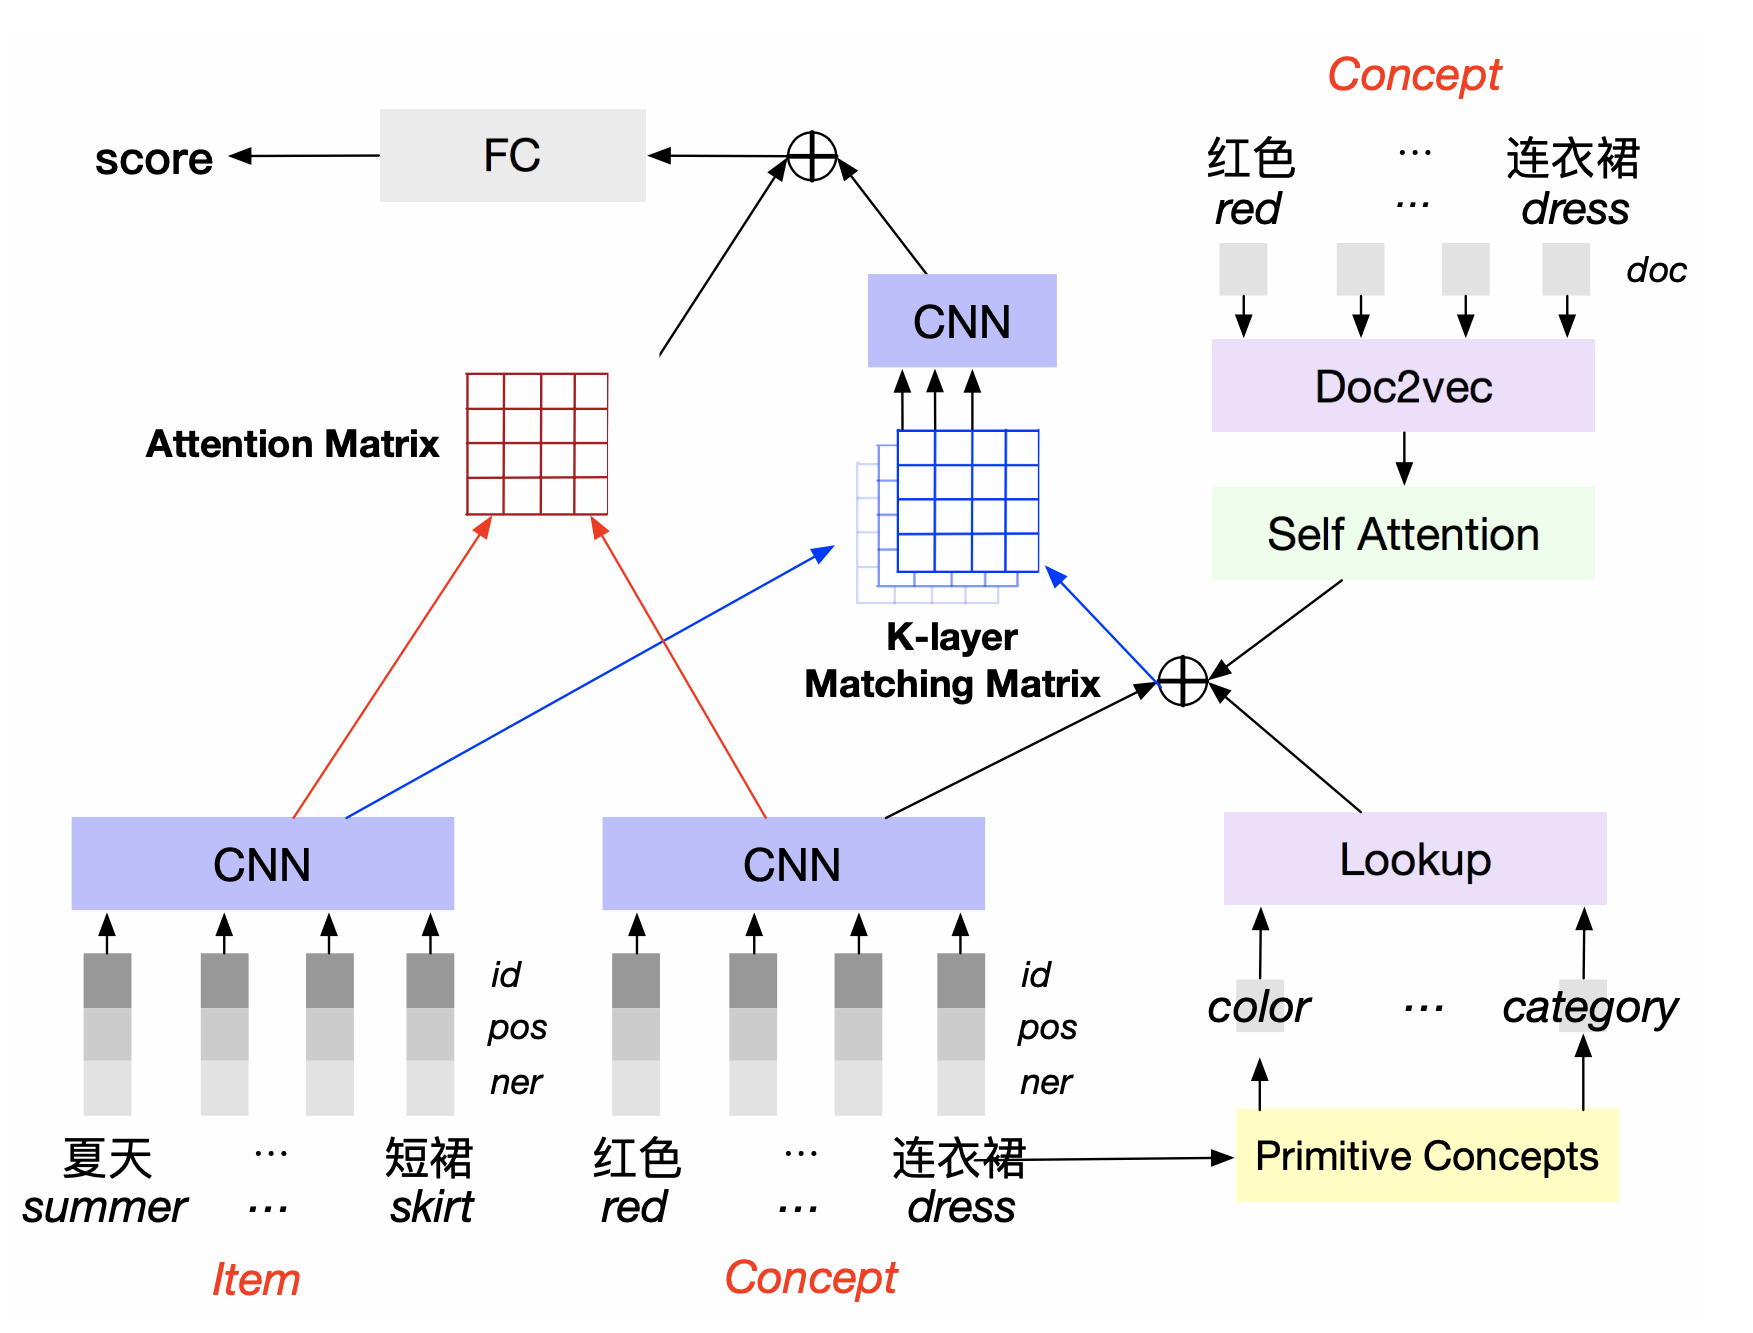 Concept
红色 ··· 连衣裙
red ··· dress
doc
score
FC
CNN
Doc2vec
Attention Matrix
Self Attention
K-layer
Matching Matrix
CNN
CNN
Lookup
id
id
color ··· category
pos
pos
ner
ner
夏天 ··· 短裙
summer ··· skirt
红色 ··· 连衣裙
red ··· dress
Primitive Concepts
Item
Concept